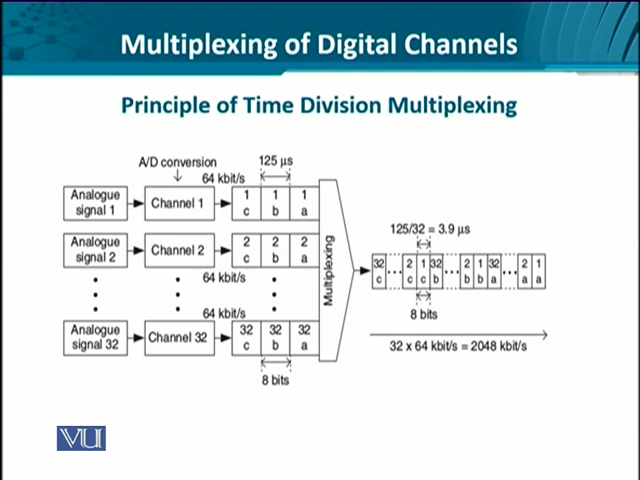 Multiplexing of Digital Channels
Principle of Time Division Multiplexing
A/D conversion
64 kbit/s
125 µs
Analogue
signal 1
Channel 1
1 1 1
c b a
Analogue
signal 2
Channel 2
2 2 2
c b a
64 kbit/s
64 kbit/s
Analogue
signal 32
Channel 32
32 32 32
c b a
8 bits
Multiplexing
125/32 = 3.9 µs
32 ... 2 1 32 ... 2 1 32 ... 2 1
c c c b b b a a a
8 bits
32 x 64 kbit/s = 2048 kbit/s
VU